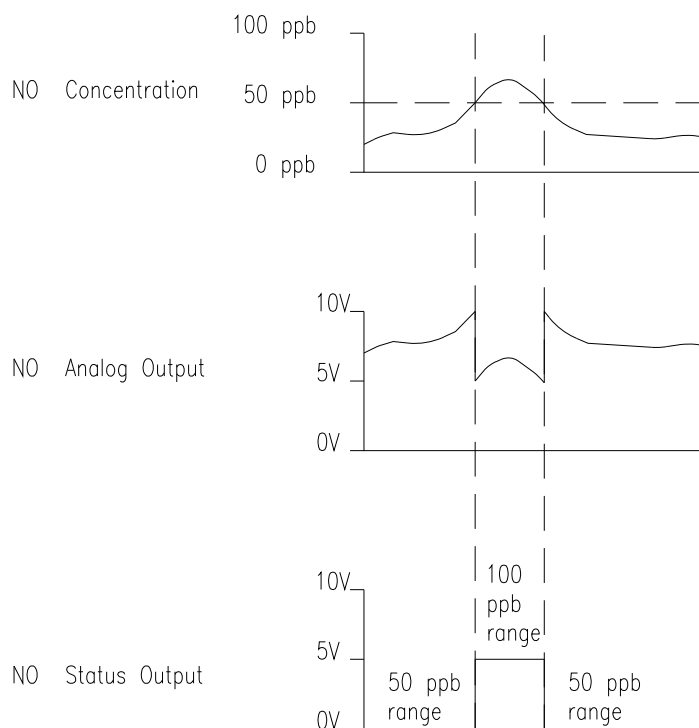 100 ppb
NO Concentration 50 ppb
0 ppb
10V
NO Analog Output
5V
0V
10V
100
ppb
range
5V
NO Status Output
50 ppb
range
50 ppb
range
0V